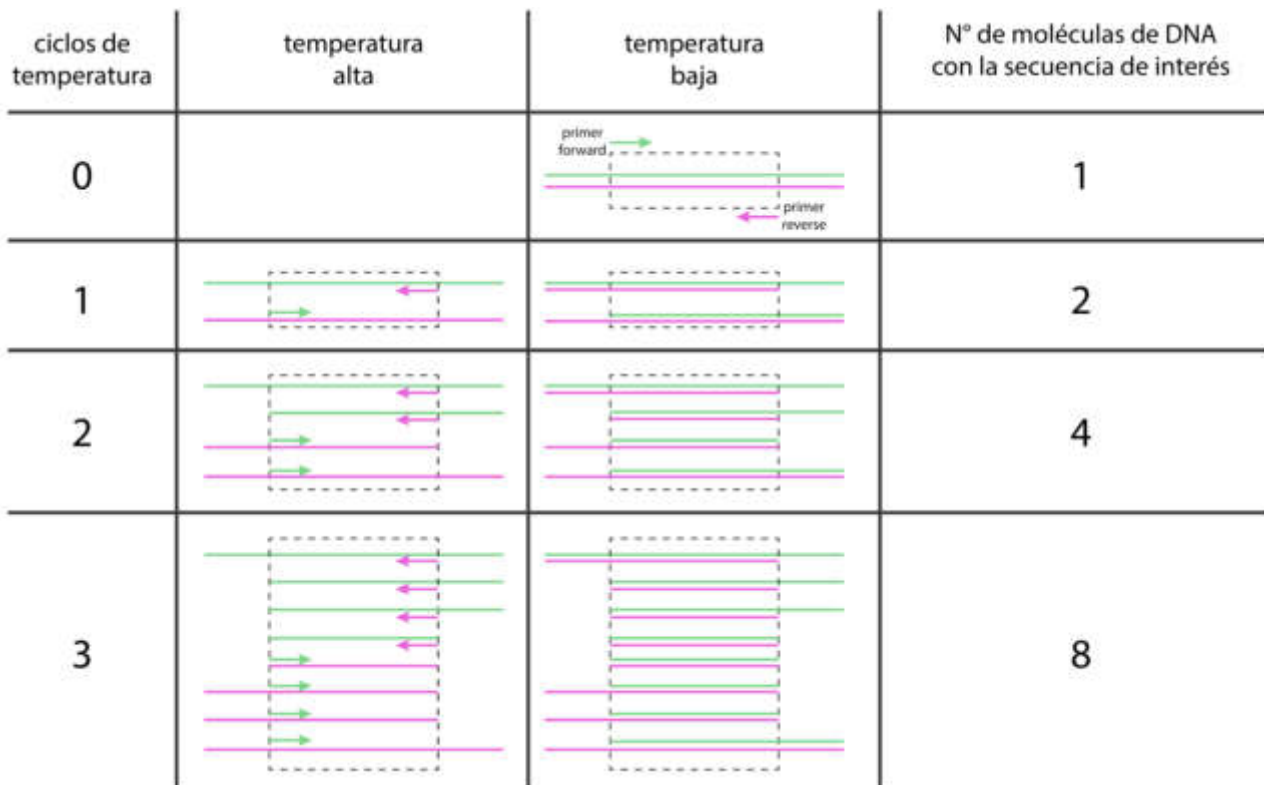 ciclos de
temperatura
temperatura
alta
temperatura
baja
N° de moléculas de DNA
con la secuencia de interés
0
primer
forward
primer
reverse
1
1
2
2
4
3
8